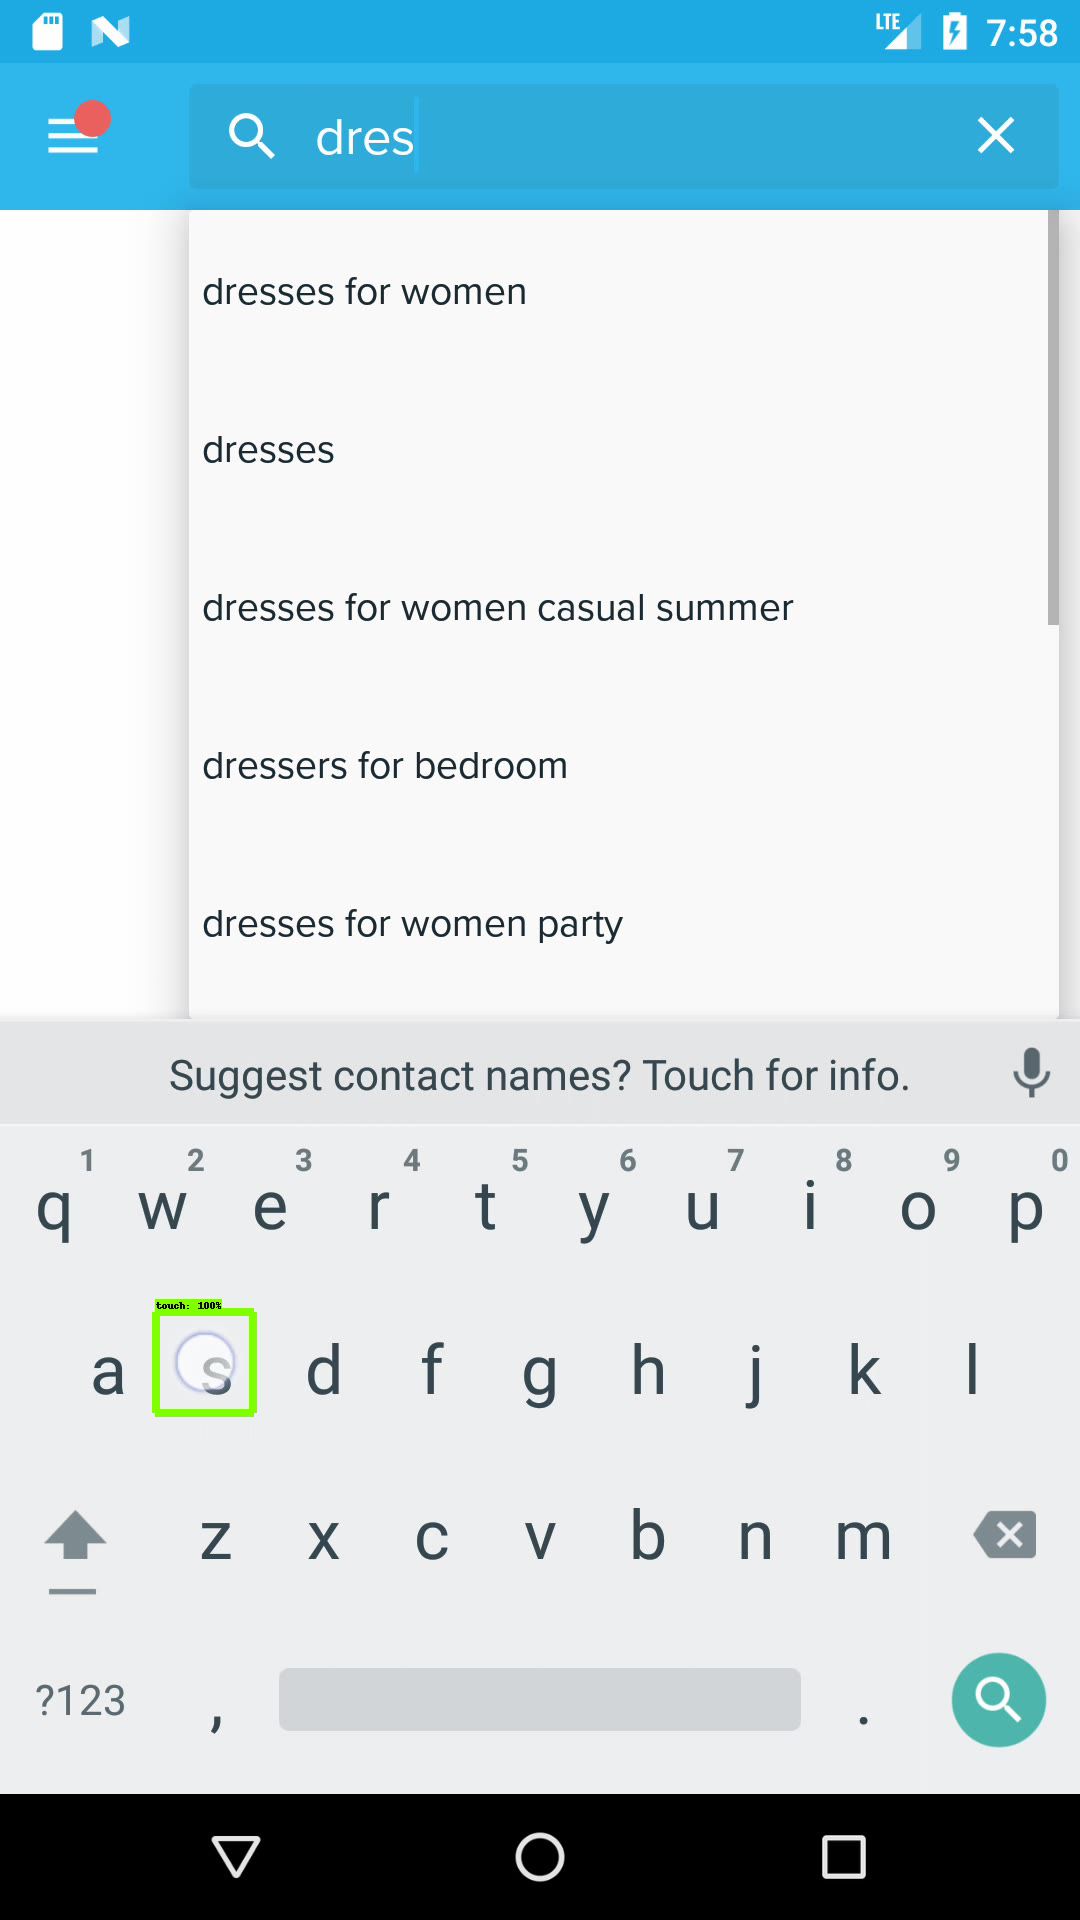 LTE 7:58
dres
dresses for women
dresses
dresses for women casual summer
dressers for bedroom
dresses for women party
Suggest contact names? Touch for info.
1 2 3 4 5 6 7 8 9 0
q w e r t y u i o p
touch: 100%
a s d f g h j k l
z x c v b n m
?123 , .